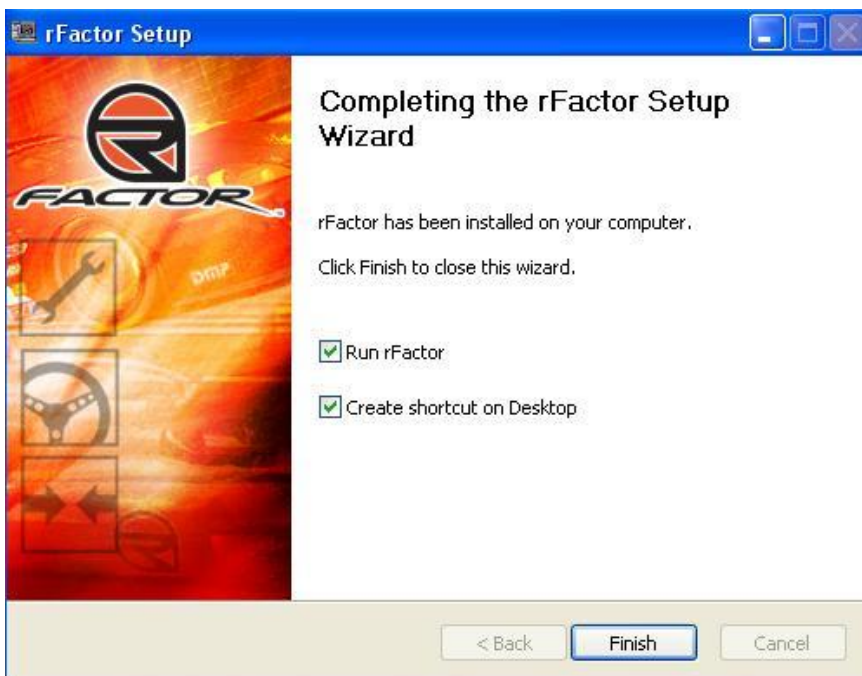 rFactor Setup
FACTOR
DMP
Completing the rFactor Setup
Wizard
rFactor has been installed on your computer.
Click Finish to close this wizard.
Run rFactor
Create shortcut on Desktop
< Back
Finish
Cancel